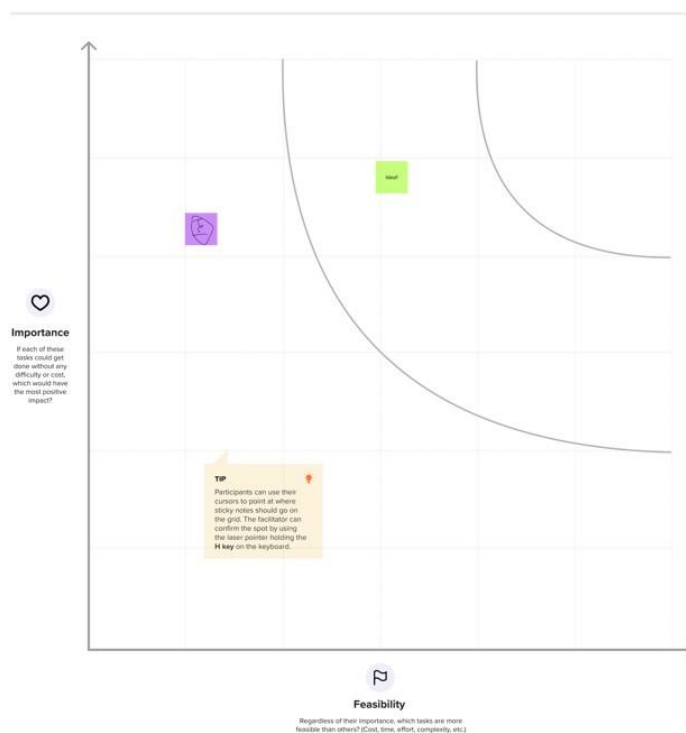 Importance
If each of these
tasks could get
done without any
difficulty or cost,
which would have
the most positive
impact?
TIP
Participants can use their
cursors to point at where
sticky notes should go on
the grid. The facilitator can
confirm the spot by using
the laser pointer holding the
H key on the keyboard.
Feasibility
Regardless of their importance, which tasks are more
feasible than others? (Cost, time, effort, complexity, etc.)